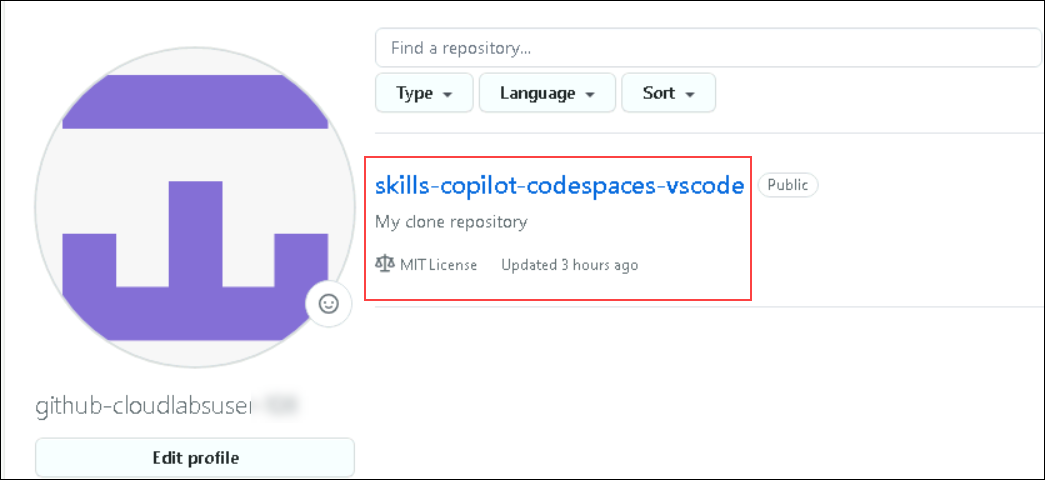 Find a repository...
Type
Language
Sort
skills-copilot-codespaces-vscode
Public
My clone repository
MIT License Updated 3 hours ago
github-cloudlabsuser
Edit profile